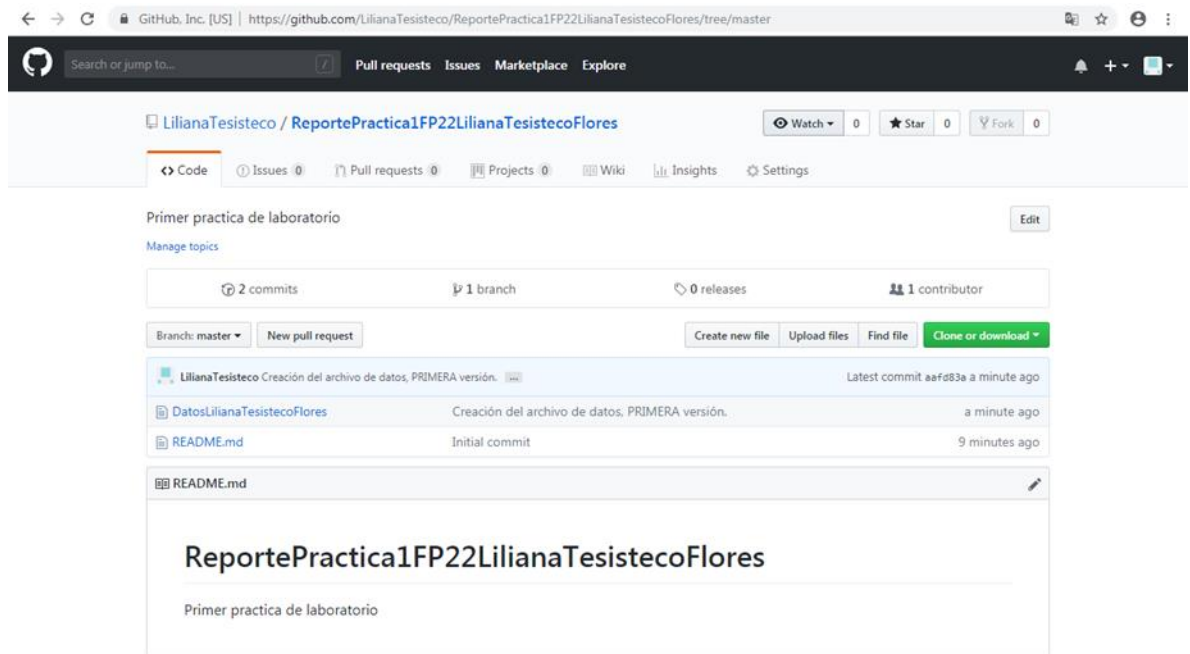 GitHub, Inc. [US] | https://github.com/LilianaTesisteco/ReportePractica1FP22LilianaTesistecoFlores/tree/master
Search or jump to... / Pull requests Issues Marketplace Explore
LilianaTesisteco / ReportePractica1FP22LilianaTesistecoFlores Watch 0 Star 0 Fork 0
Code Issues 0 Pull requests 0 Projects 0 Wiki Insights Settings
Primer practica de laboratorio Edit
Manage topics
2 commits 1 branch 0 releases 1 contributor
Branch: master New pull request Create new file Upload files Find file Clone or download
LilianaTesisteco Creación del archivo de datos, PRIMERA versión. ... Latest commit aafd83a a minute ago
DatosLilianaTesistecoFlores Creación del archivo de datos, PRIMERA versión. a minute ago
README.md Initial commit 9 minutes ago
README.md
ReportePractica1FP22LilianaTesistecoFlores
Primer practica de laboratorio